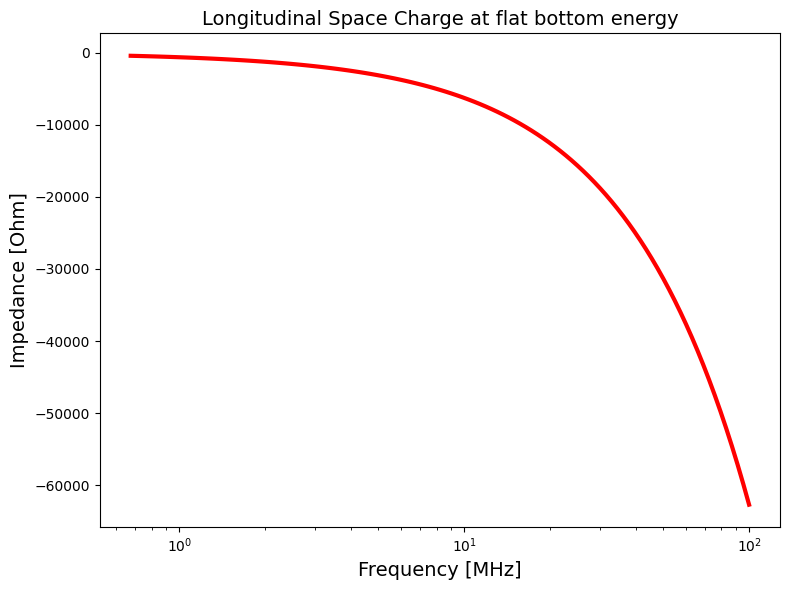 Longitudinal Space Charge at flat bottom energy
0
−10000
−20000
−30000
−40000
−50000
−60000
Impedance [Ohm]
10⁰ 10¹ 10²
Frequency [MHz]